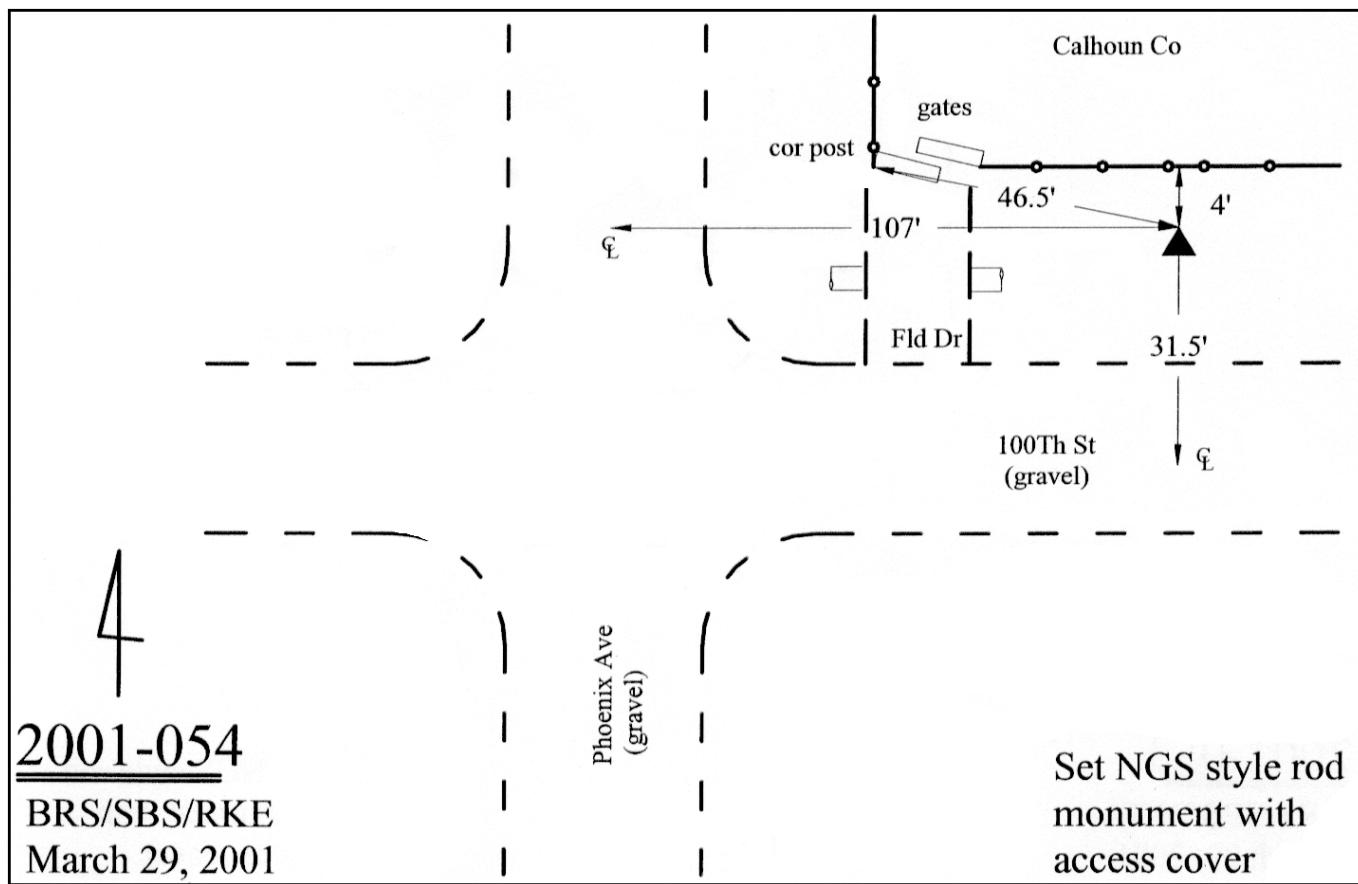 Calhoun Co
gates
cor post
46.5'
4'
107'
℄
Fld Dr
31.5'
100Th St
(gravel)
℄
Phoenix Ave
(gravel)
2001-054
BRS/SBS/RKE
March 29, 2001
Set NGS style rod
monument with
access cover